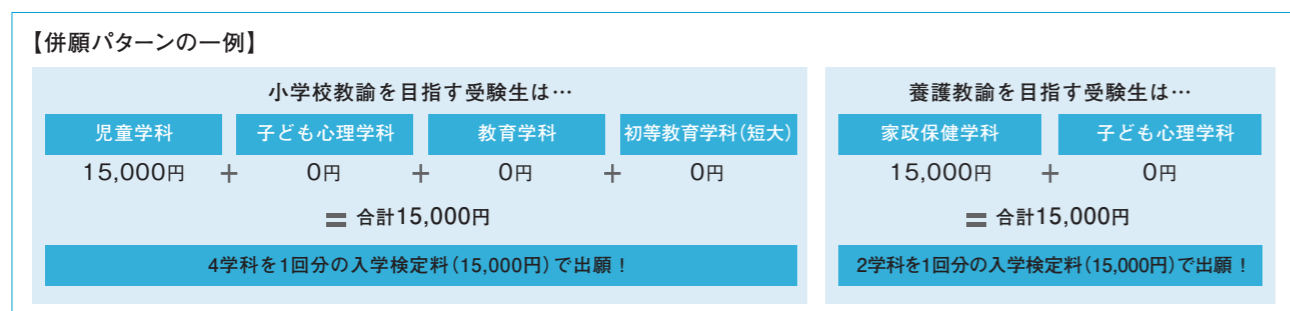 【併願パターンの一例】
小学校教諭を目指す受験生は…
児童学科 子ども心理学科 教育学科 初等教育学科(短大)
15,000円 + 0円 + 0円 + 0円
= 合計15,000円
4学科を1回分の入学検定料(15,000円)で出願！
養護教諭を目指す受験生は…
家政保健学科 子ども心理学科
15,000円 + 0円
= 合計15,000円
2学科を1回分の入学検定料(15,000円)で出願！